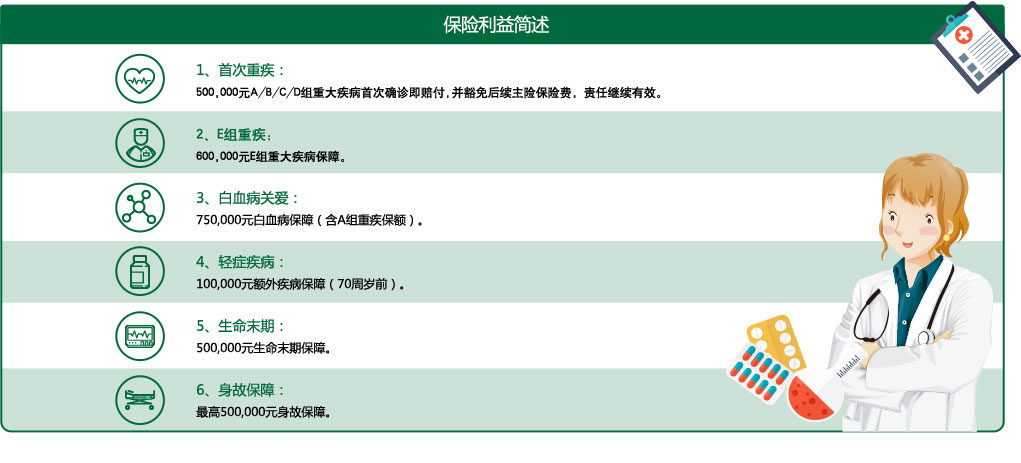 保险利益简述
1、首次重疾：
500,000元A/B/C/D组重大疾病首次确诊即赔付,并豁免后续主险保险费，责任继续有效。
2、E组重疾：
600,000元E组重大疾病保障。
3、白血病关爱：
750,000元白血病保障（含A组重疾保额）。
4、轻症疾病：
100,000元额外疾病保障（70周岁前）。
5、生命末期：
500,000元生命末期保障。
6、身故保障：
最高500,000元身故保障。